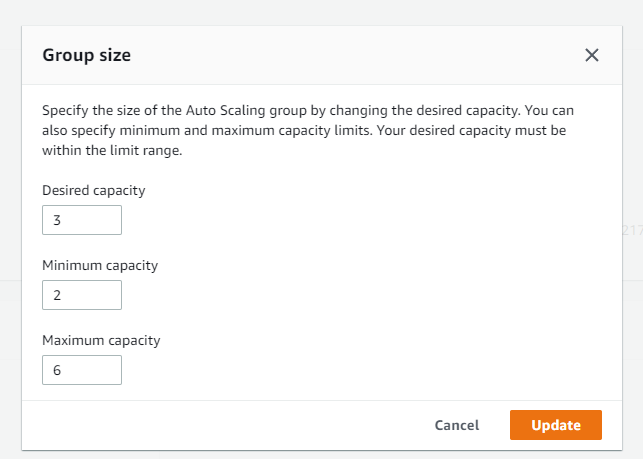 Group size
Specify the size of the Auto Scaling group by changing the desired capacity. You can
also specify minimum and maximum capacity limits. Your desired capacity must be
within the limit range.
Desired capacity
3
217
Minimum capacity
2
Maximum capacity
6
Cancel
Update